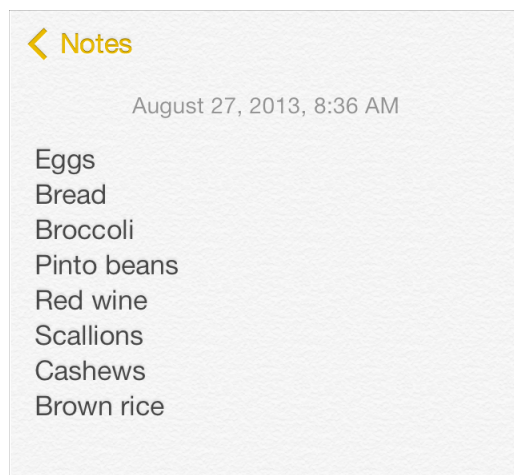 Notes
August 27, 2013, 8:36 AM
Eggs
Bread
Broccoli
Pinto beans
Red wine
Scallions
Cashews
Brown rice